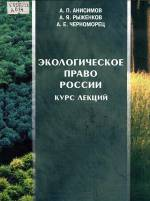 А. П. АНИСИМОВ
А. Я. РЫЖЕНКОВ
А. Е. ЧЕРНОМОРЕЦ
ЭКОЛОГИЧЕСКОЕ
ПРАВО
РОССИИ
КУРС ЛЕКЦИЙ